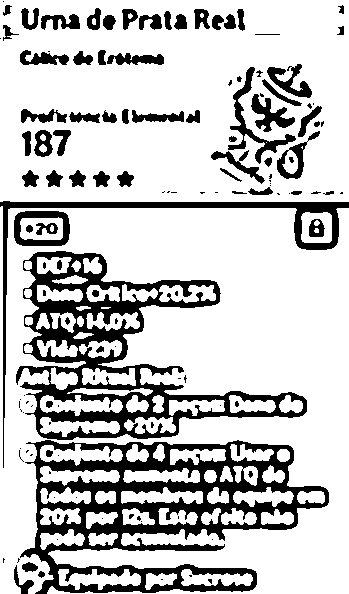 Urna de Prata Real
Cálice de Erotema
Proficiência Elemental
187
★★★★★
+20
DEF+16
Dano Crítico+20.2%
ATQ+14.0%
Vida+239
Antigo Ritual Real:
Conjunto de 2 peças: Dano do
Supremo +20%
Conjunto de 4 peças: Usar o
Supremo aumenta o ATQ de
todos os membros da equipe em
20% por 12s. Este efeito não
pode ser acumulado.
Equipado por Sucrose